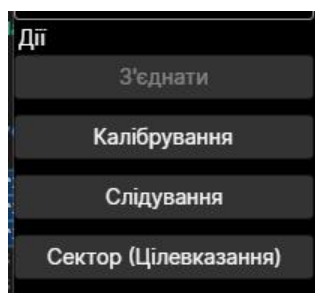 Дії
З'єднати
Калібрування
Слідування
Сектор (Цілевказання)